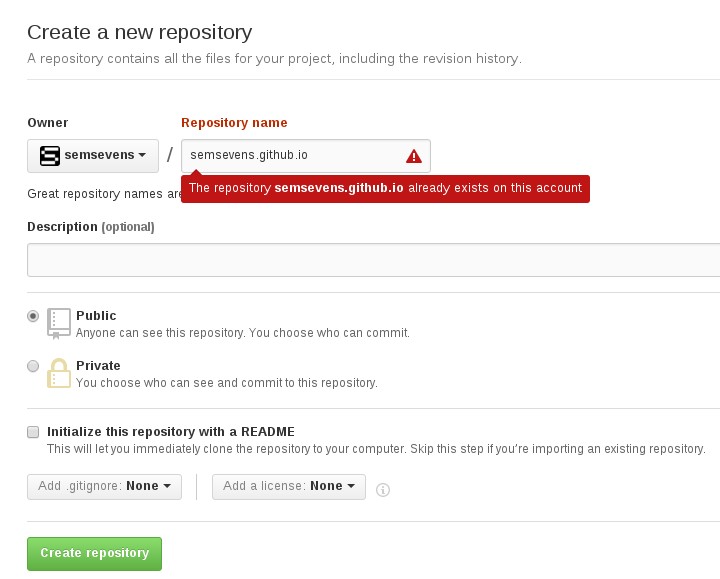 Create a new repository
A repository contains all the files for your project, including the revision history.
Owner Repository name
semsevens / semsevens.github.io
The repository semsevens.github.io already exists on this account
Great repository names are
Description (optional)
Public
Anyone can see this repository. You choose who can commit.
Private
You choose who can see and commit to this repository.
Initialize this repository with a README
This will let you immediately clone the repository to your computer. Skip this step if you’re importing an existing repository.
Add .gitignore: None Add a license: None
Create repository